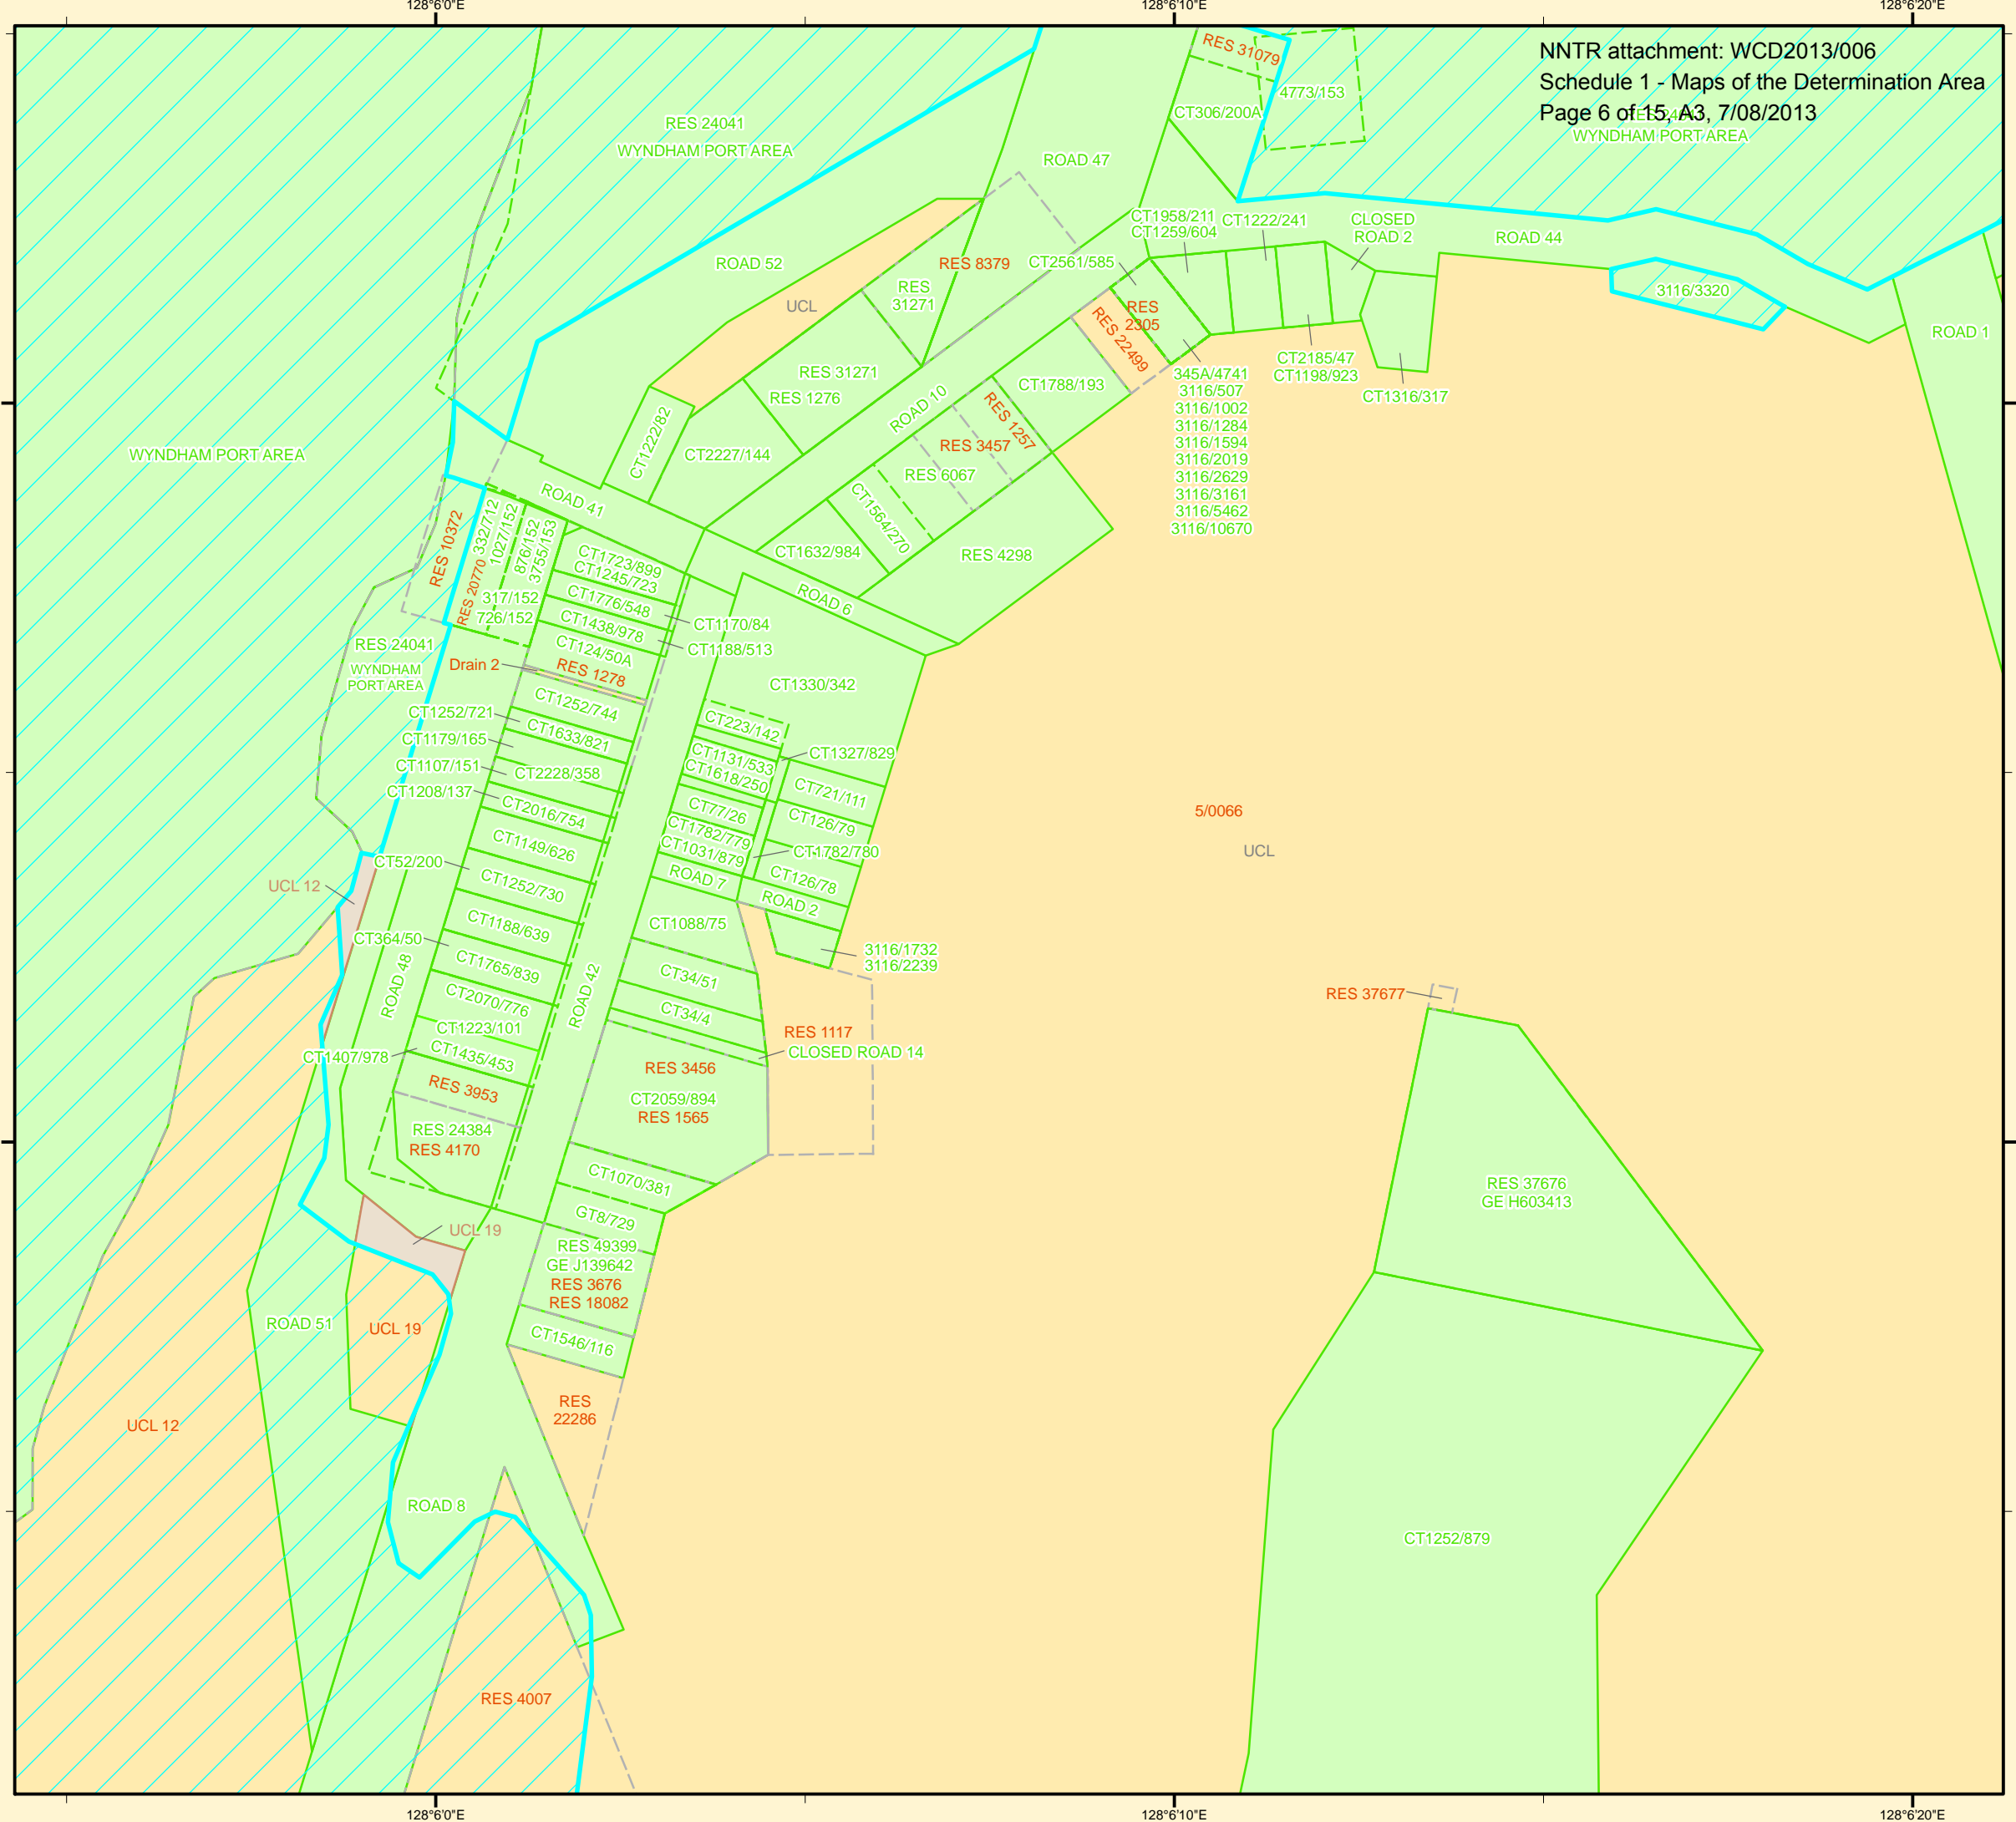 128°6'0"E
128°6'10"E
128°6'20"E
NNTR attachment: WCD2013/006
Schedule 1 - Maps of the Determination Area
Page 6 of 15, A3, 7/08/2013
WYNDHAM PORT AREA
RES 31079
4773/153
CT306/200A
RES 24041
WYNDHAM PORT AREA
ROAD 47
CT1958/211
CT1259/604
CT1222/241
CLOSED
ROAD 2
ROAD 44
ROAD 52
RES 8379
CT2561/585
UCL
RES
31271
RES
2305
3116/3320
ROAD 1
RES 22499
RES 31271
RES 1276
CT1788/193
CT2185/47
CT1198/923
CT1316/317
345A/4741
3116/507
3116/1002
3116/1284
3116/1594
3116/2019
3116/2629
3116/3161
3116/5462
3116/10670
ROAD 10
RES 1257
CT1222/82
CT2227/144
RES 3457
RES 6067
WYNDHAM PORT AREA
ROAD 41
CT1564/270
CT1632/984
RES 4298
RES 10372
RES 20770
332/712
1027/152
876/152
3755/153
317/152
726/152
CT1723/899
CT1245/723
CT1776/548
CT1438/978
CT124/50A
ROAD 6
CT1170/84
CT1188/513
RES 24041
WYNDHAM
PORT AREA
Drain 2
RES 1278
CT1330/342
CT1252/744
CT1252/721
CT1633/821
CT1179/165
CT1107/151
CT2228/358
CT1208/137
CT2016/754
CT1149/626
CT223/142
CT1131/533
CT1618/250
CT1327/829
CT721/111
CT77/26
CT126/79
CT1782/779
CT1031/879
CT1782/780
CT126/78
5/0066
UCL
CT52/200
CT1252/730
UCL 12
ROAD 7
ROAD 2
CT1188/639
CT1088/75
CT364/50
CT1765/839
3116/1732
3116/2239
ROAD 48
ROAD 42
CT34/51
CT2070/776
CT34/4
CT1223/101
CT1407/978
CT1435/453
RES 1117
CLOSED ROAD 14
RES 37677
RES 3456
RES 3953
CT2059/894
RES 1565
RES 24384
RES 4170
CT1070/381
RES 37676
GE H603413
GT8/729
UCL 19
RES 49399
GE J139642
RES 3676
RES 18082
ROAD 51
UCL 19
CT1546/116
RES
22286
UCL 12
ROAD 8
CT1252/879
RES 4007
128°6'0"E
128°6'10"E
128°6'20"E